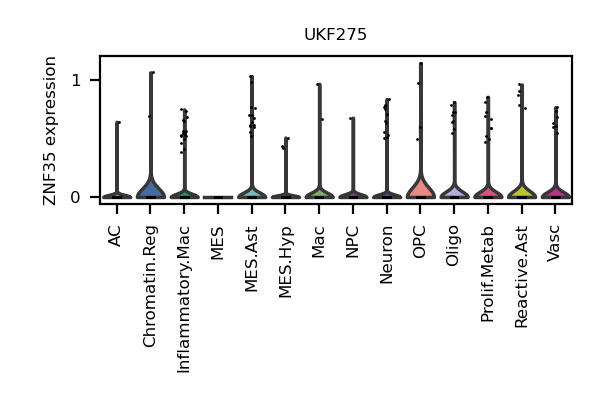 UKF275
ZNF35 expression
1
0
AC
Chromatin.Reg
Inflammatory.Mac
MES
MES.Ast
MES.Hyp
Mac
NPC
Neuron
OPC
Oligo
Prolif.Metab
Reactive.Ast
Vasc